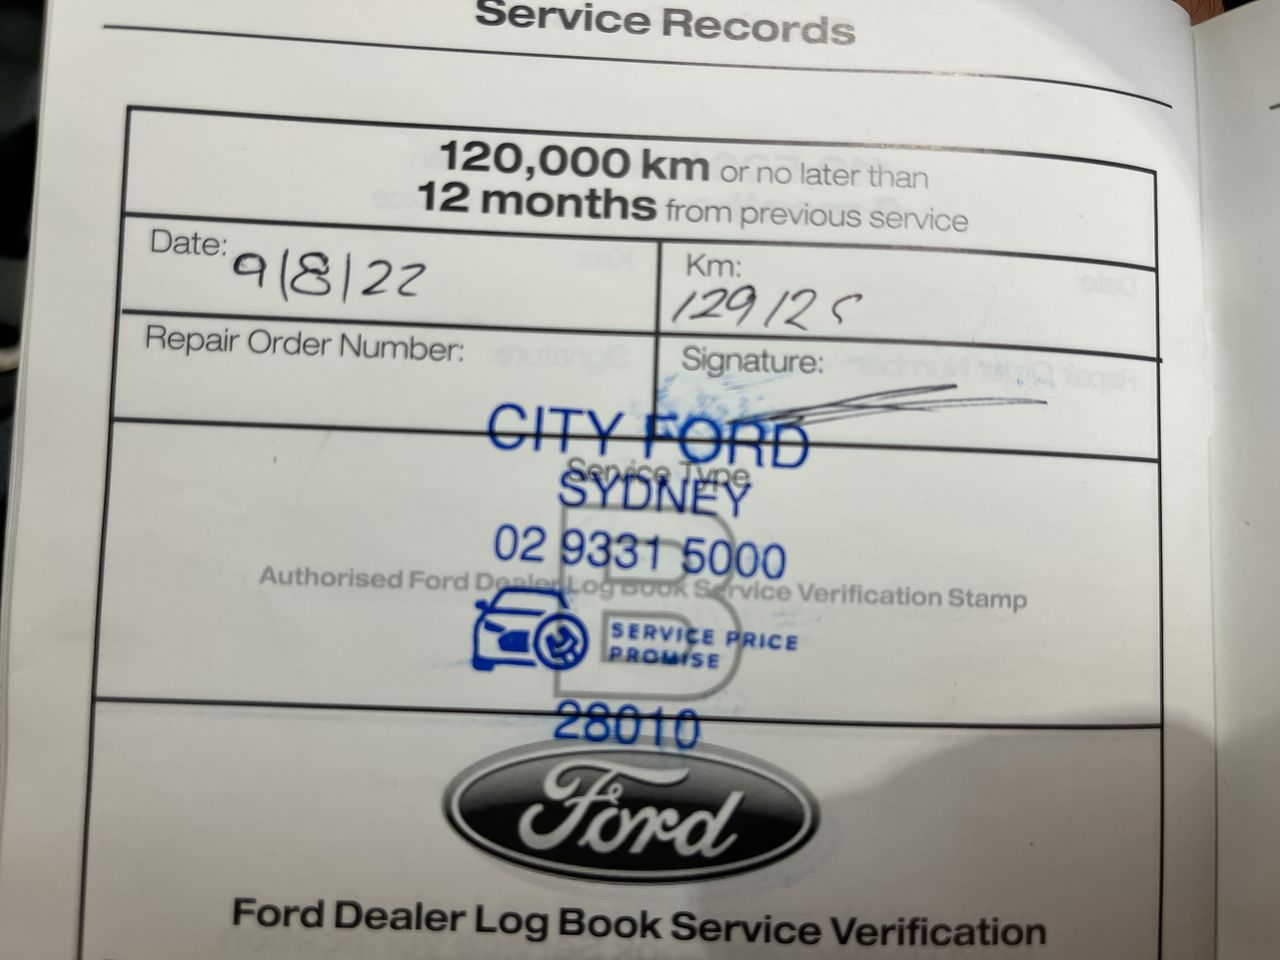 Service Records
120,000 km or no later than
12 months from previous service
Date: 9/8/22
Km:
Repair Order Number:
Signature:
CITY FORD
Service Type
SYDNEY
B
02 9331 5000
Authorised Ford Dealer Log Book Service Verification Stamp
SERVICE PRICE
PROMISE
28010
Ford
Ford Dealer Log Book Service Verification